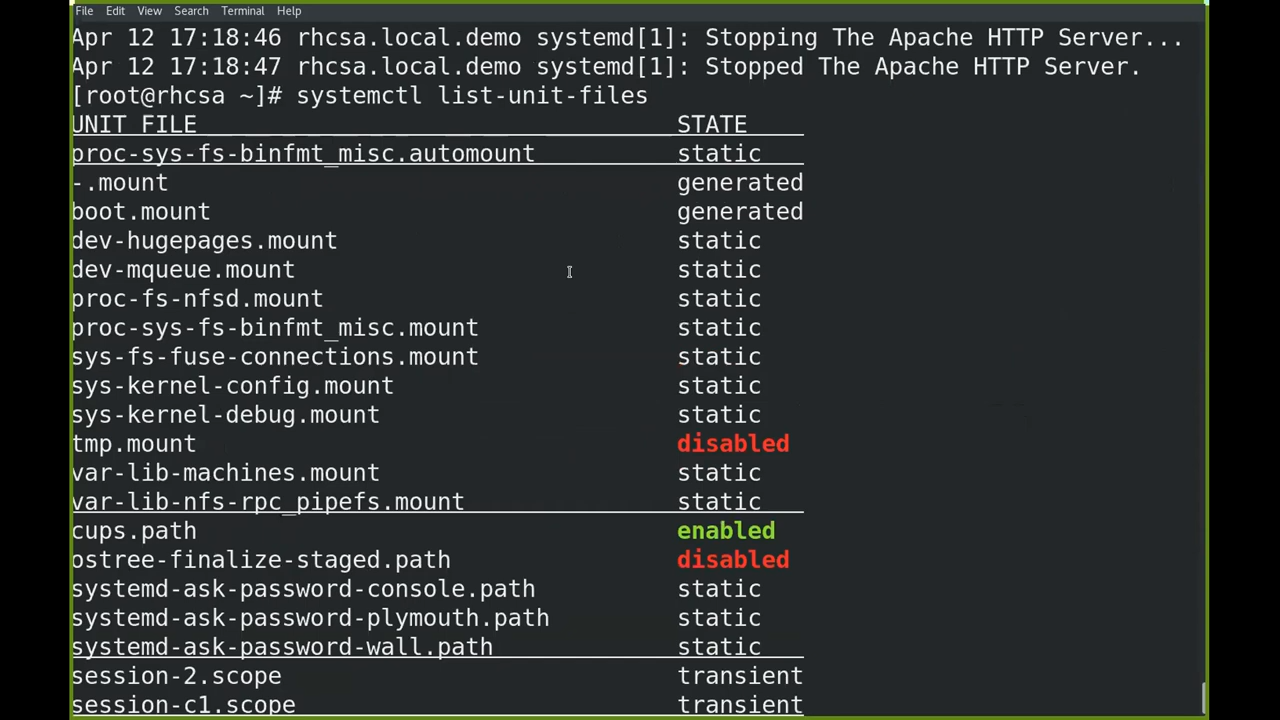 File Edit View Search Terminal Help
Apr 12 17:18:46 rhcsa.local.demo systemd[1]: Stopping The Apache HTTP Server...
Apr 12 17:18:47 rhcsa.local.demo systemd[1]: Stopped The Apache HTTP Server.
[root@rhcsa ~]# systemctl list-unit-files
UNIT FILE STATE
proc-sys-fs-binfmt_misc.automount static
-.mount generated
boot.mount generated
dev-hugepages.mount static
dev-mqueue.mount static
proc-fs-nfsd.mount static
proc-sys-fs-binfmt_misc.mount static
sys-fs-fuse-connections.mount static
sys-kernel-config.mount static
sys-kernel-debug.mount static
tmp.mount disabled
var-lib-machines.mount static
var-lib-nfs-rpc_pipefs.mount static
cups.path enabled
ostree-finalize-staged.path disabled
systemd-ask-password-console.path static
systemd-ask-password-plymouth.path static
systemd-ask-password-wall.path static
session-2.scope transient
session-c1.scope transient